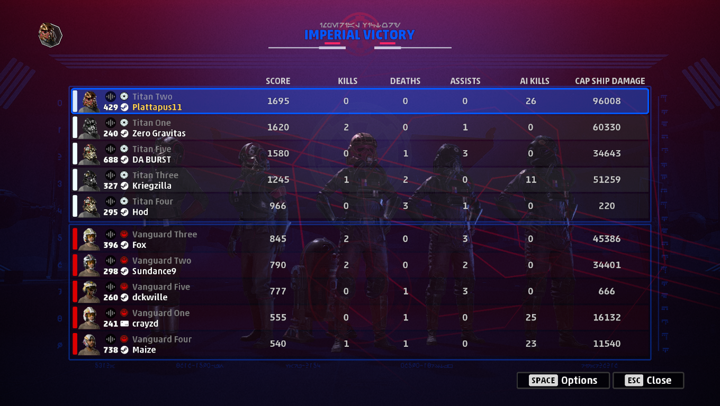 IMPERIAL VICTORY
SCORE KILLS DEATHS ASSISTS AI KILLS CAP SHIP DAMAGE
Titan Two
429 Plattapus11 1695 0 0 0 26 96008
Titan One
240 Zero Gravitas 1620 2 0 1 0 60330
Titan Five
688 DA BURST 1580 0 1 3 0 34643
Titan Three
327 Kriegzilla 1245 1 2 0 11 51259
Titan Four
295 Hod 966 0 3 1 0 220
Vanguard Three
396 Fox 845 2 0 3 0 45386
Vanguard Two
298 Sundance9 790 2 0 2 0 34401
Vanguard Five
260 dckwille 777 0 1 3 0 666
Vanguard One
241 crayzd 555 0 1 0 25 16132
Vanguard Four
738 Maize 540 1 1 0 23 11540
SPACE Options ESC Close